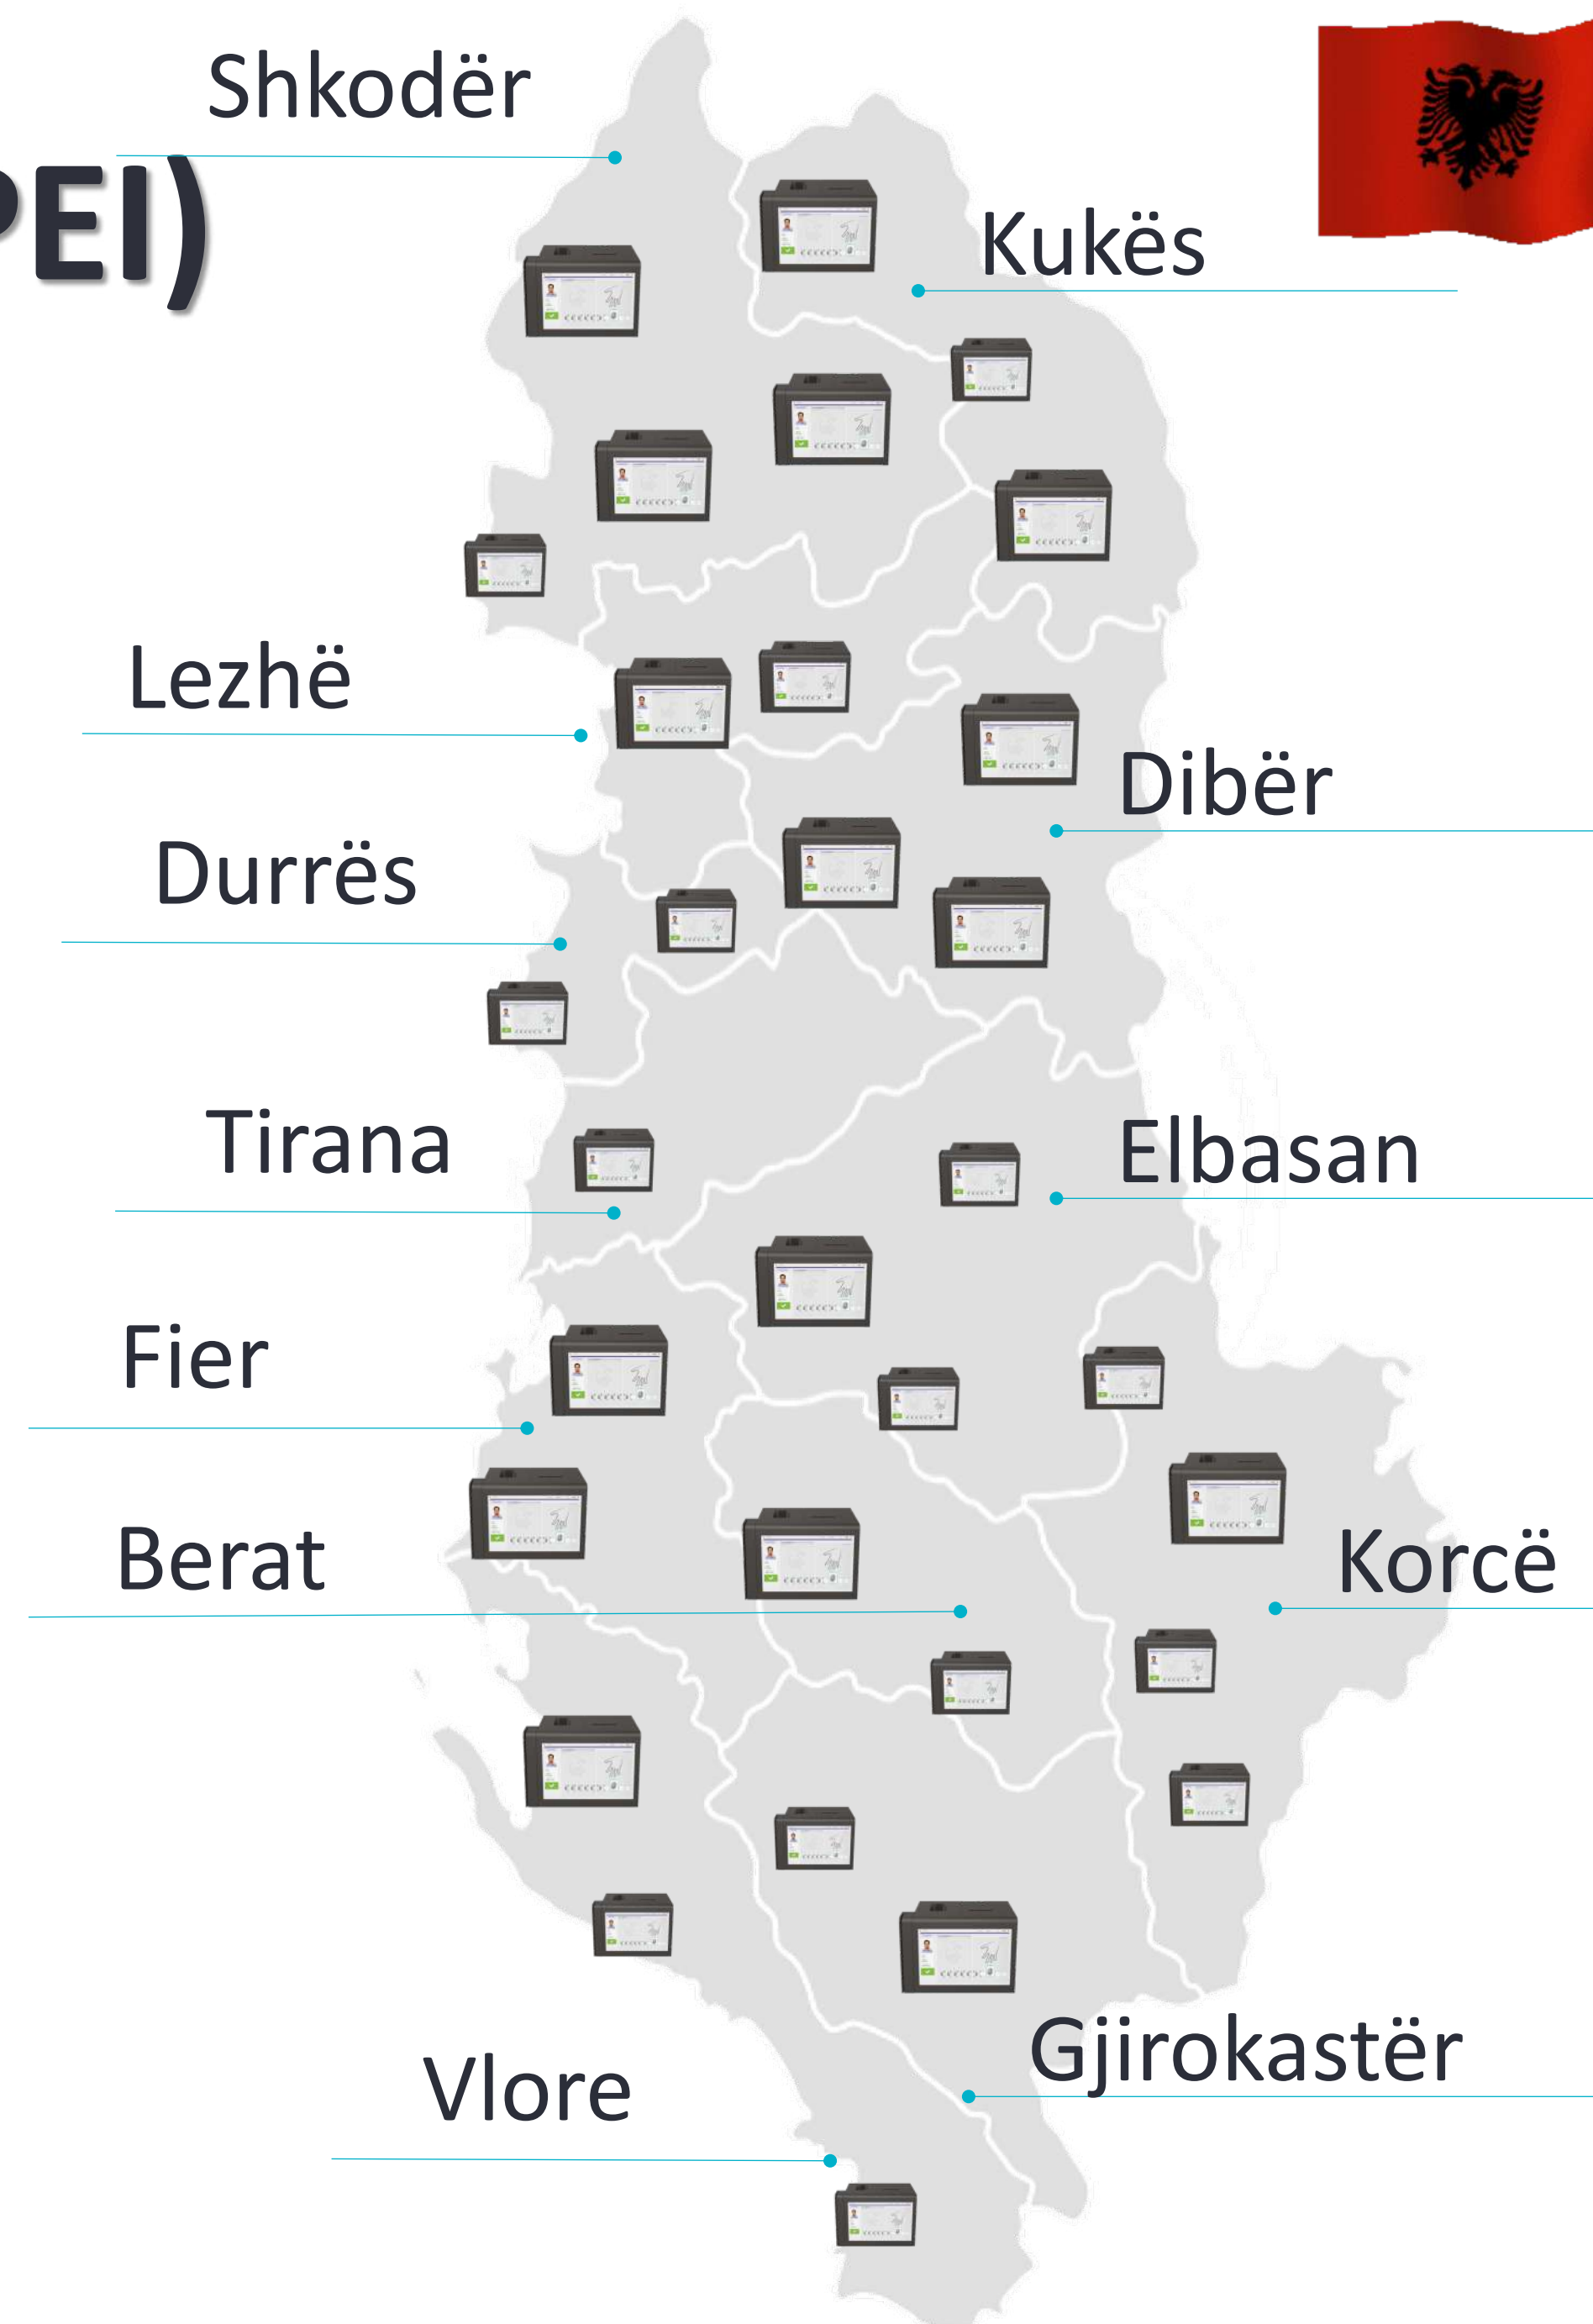 Shkodër
PEI)
Kukës
Lezhë
Dibër
Durrës
Tirana
Elbasan
Fier
Berat
Korcë
Gjirokastër
Vlore